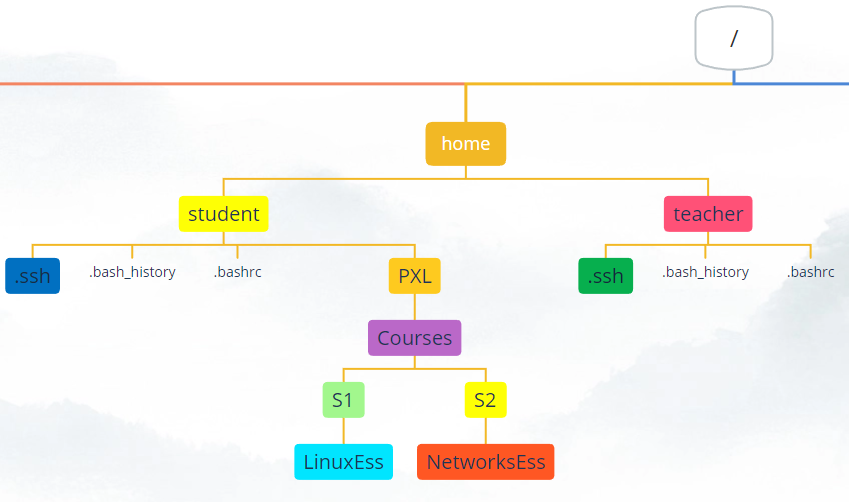 /
home
student
teacher
.ssh
.bash_history
.bashrc
PXL
.ssh
.bash_history
.bashrc
Courses
S1
S2
LinuxEss
NetworksEss